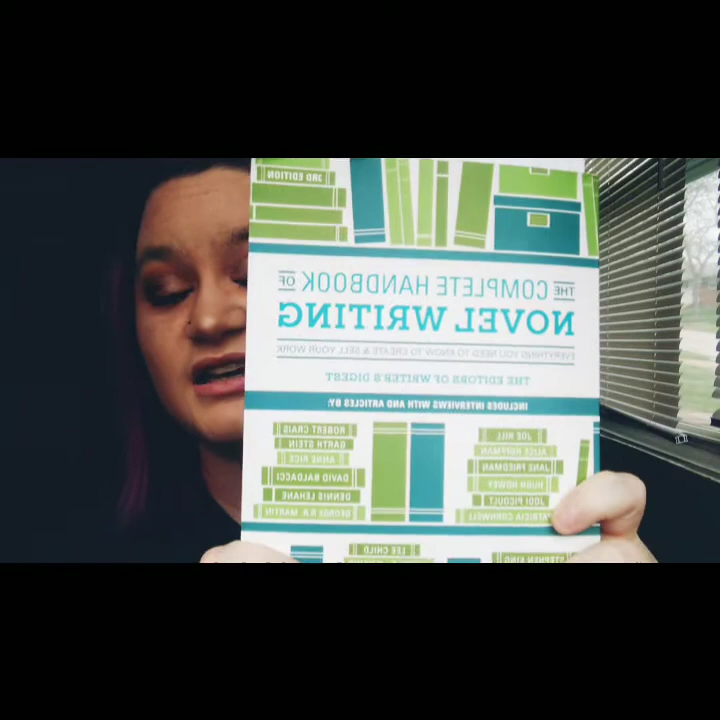 3RD EDITION
THE COMPLETE HANDBOOK OF
NOVEL WRITING
EVERYTHING YOU NEED TO KNOW TO CREATE & SELL YOUR WORK
THE EDITORS OF WRITER'S DIGEST
INCLUDES INTERVIEWS WITH AND ARTICLES BY:
JOE HILL
ALICE HOFFMAN
JANE FRIEDMAN
HUGH HOWEY
JODI PICOULT
PATRICIA CORNWELL
ROBERT CRAIS
GARTH STEIN
ANNE RICE
DAVID BALDACCI
DENNIS LEHANE
GEORGE R.R. MARTIN
STEPHEN KING
LEE CHILD